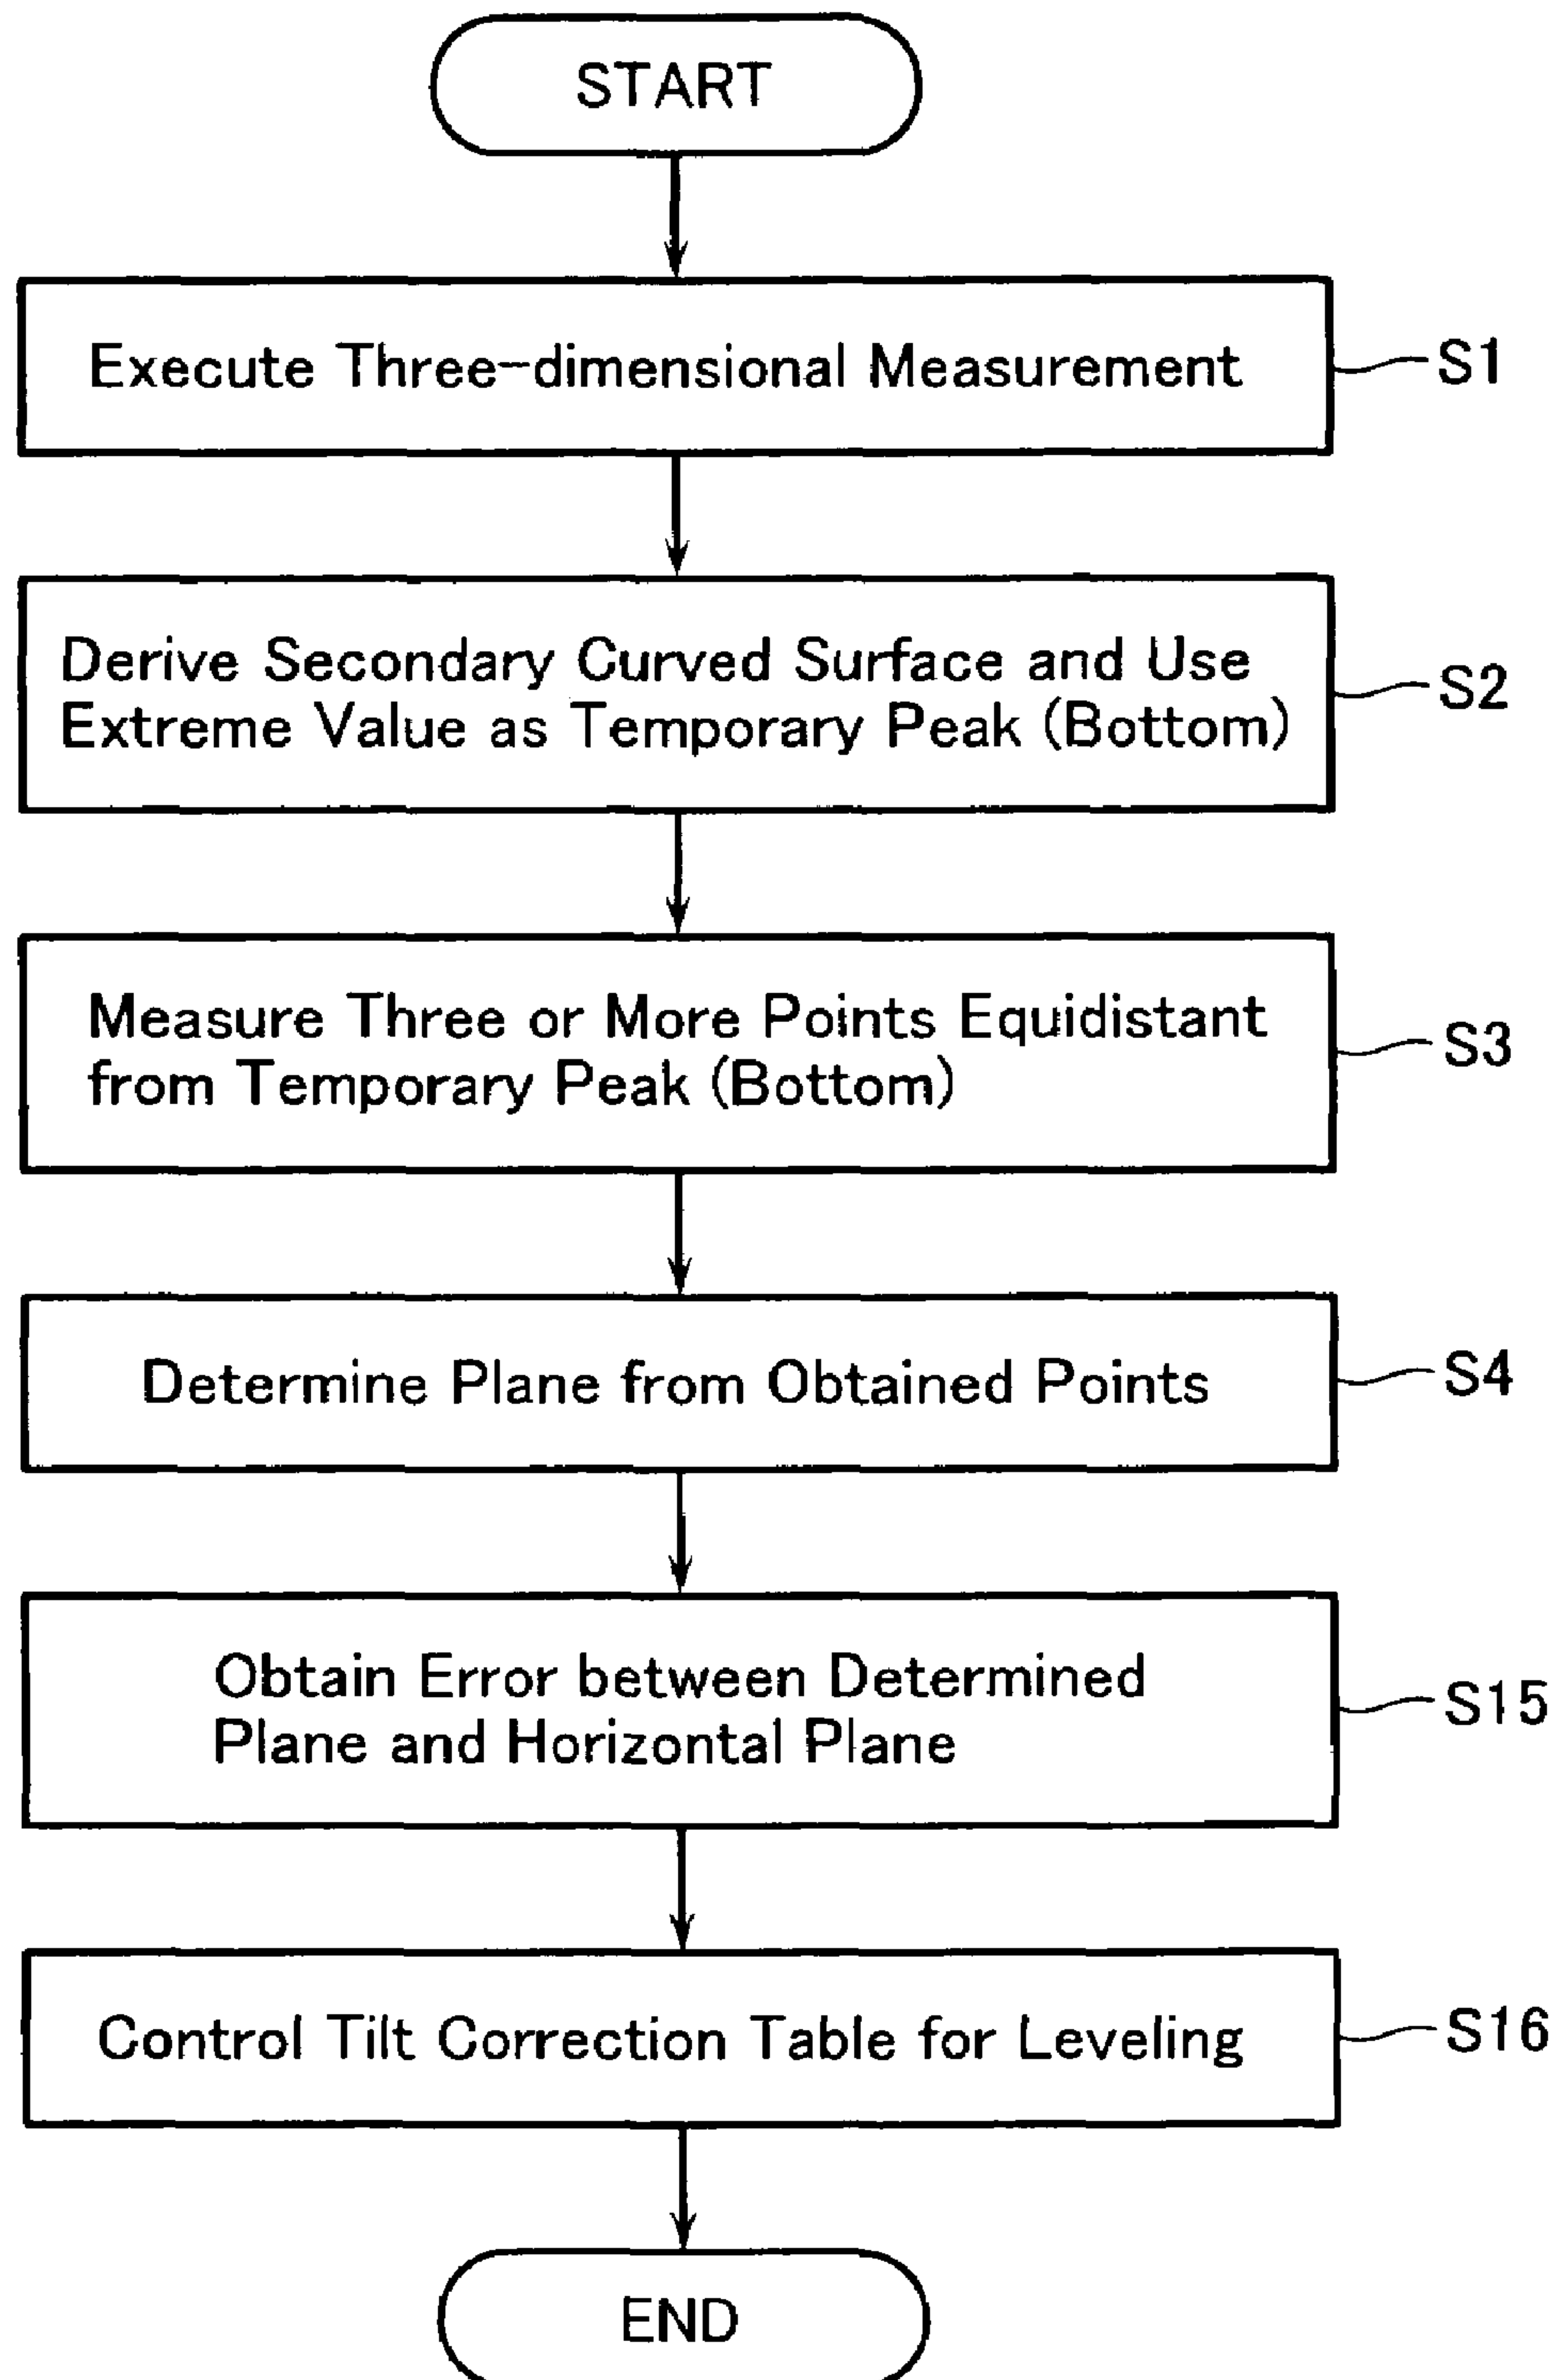 START
Execute Three-dimensional Measurement
S1
Derive Secondary Curved Surface and Use
Extreme Value as Temporary Peak (Bottom)
S2
Measure Three or More Points Equidistant
from Temporary Peak (Bottom)
S3
Determine Plane from Obtained Points
S4
Obtain Error between Determined
Plane and Horizontal Plane
S15
Control Tilt Correction Table for Leveling
S16
END